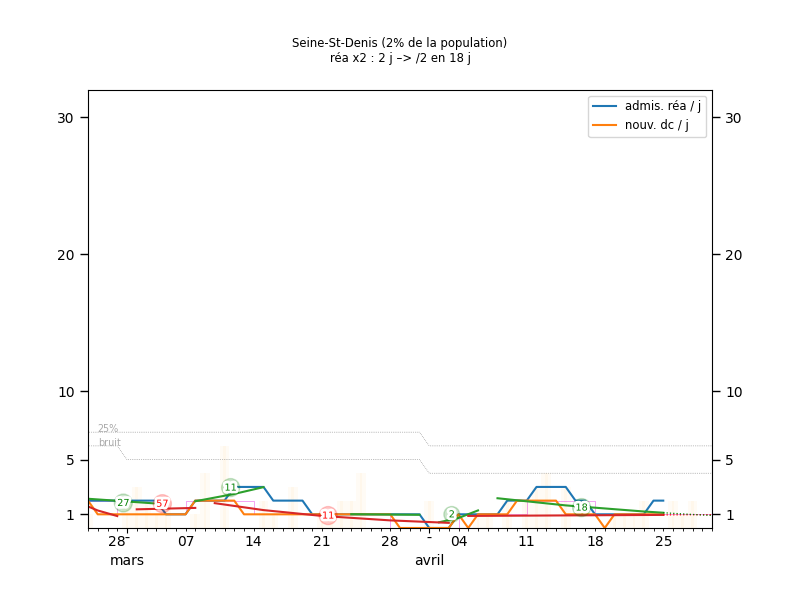 Seine-St-Denis (2% de la population)
réa x2 : 2 j –> /2 en 18 j
admis. réa / j
nouv. dc / j
30 30
20 20
10 10
25%
bruit
5 5
27 57 11 11 2 18
1 1
28 - 07 14 21 28 - 04 11 18 25
mars avril